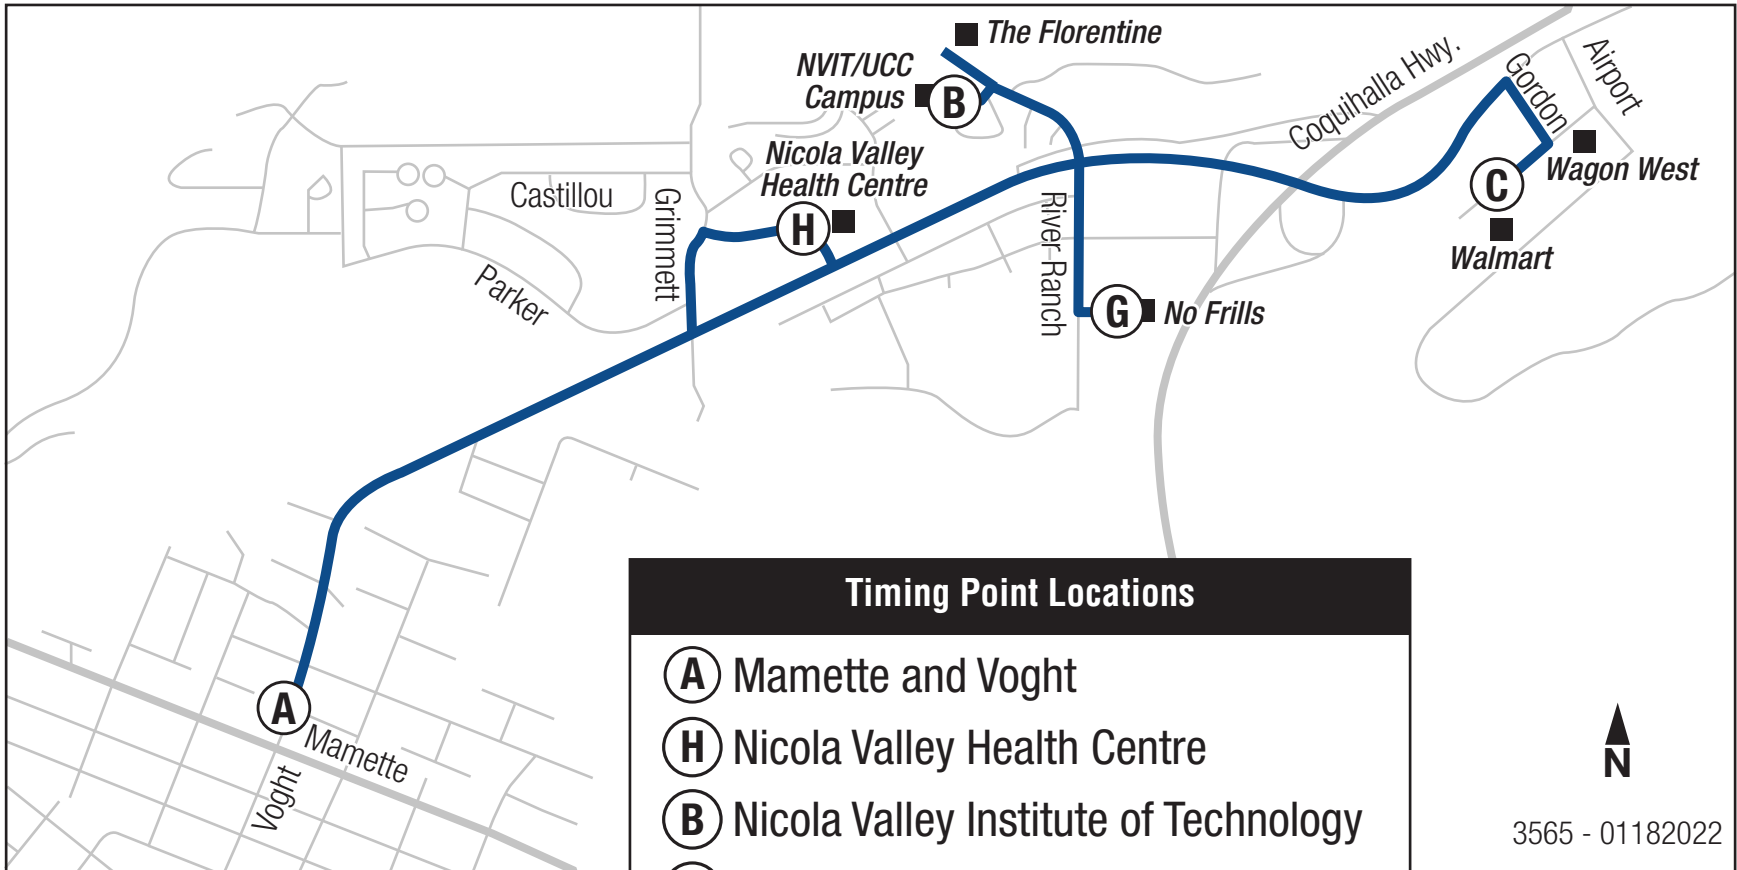 The Florentine
NVIT/UCC
Campus
B
Nicola Valley
Health Centre
H
Castillou
Grimmett
Parker
River Ranch
G
No Frills
Coquihalla Hwy.
Gordon
Airport
Wagon West
C
Walmart
A
Mamette
Voght
Timing Point Locations
A Mamette and Voght
H Nicola Valley Health Centre
B Nicola Valley Institute of Technology
N
3565 - 01182022